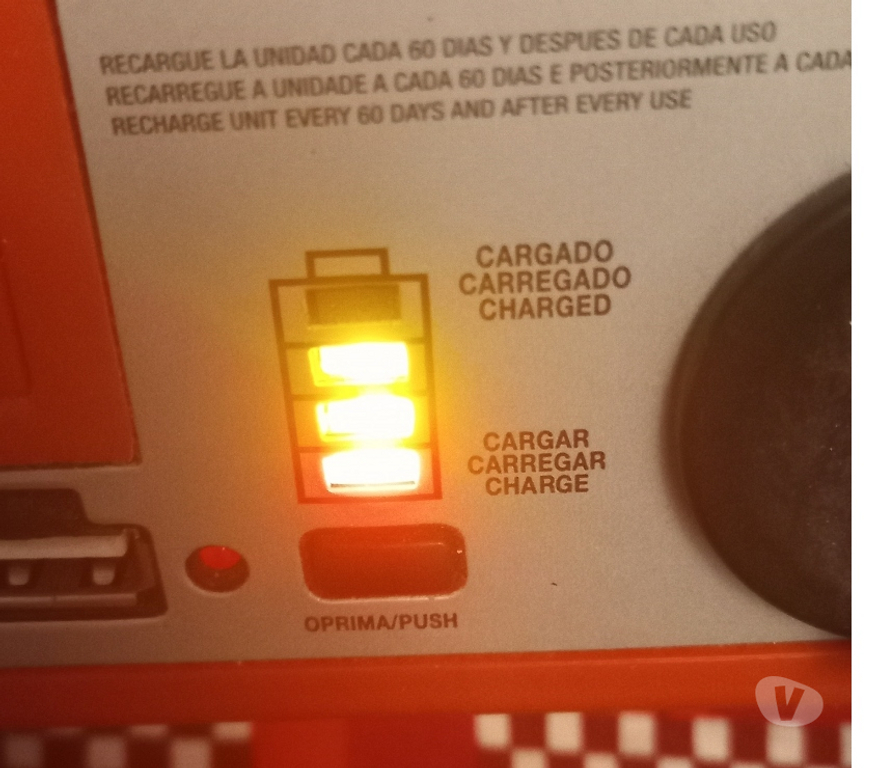 RECARGUE LA UNIDAD CADA 60 DIAS Y DESPUES DE CADA USO
RECARREGUE A UNIDADE A CADA 60 DIAS E POSTERIORMENTE A CADA
RECHARGE UNIT EVERY 60 DAYS AND AFTER EVERY USE
CARGADO
CARREGADO
CHARGED
CARGAR
CARREGAR
CHARGE
OPRIMA/PUSH
V